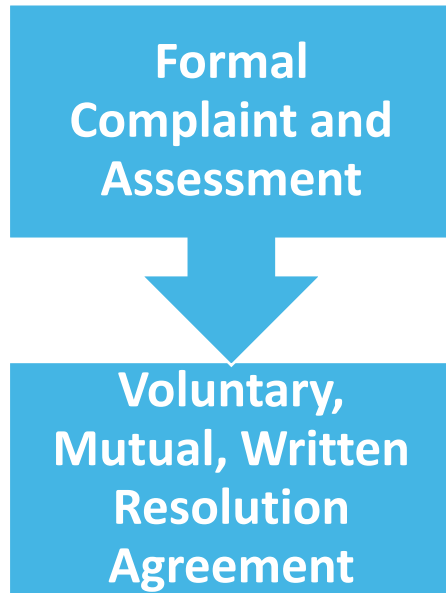 Formal
Complaint and
Assessment
Voluntary,
Mutual, Written
Resolution
Agreement